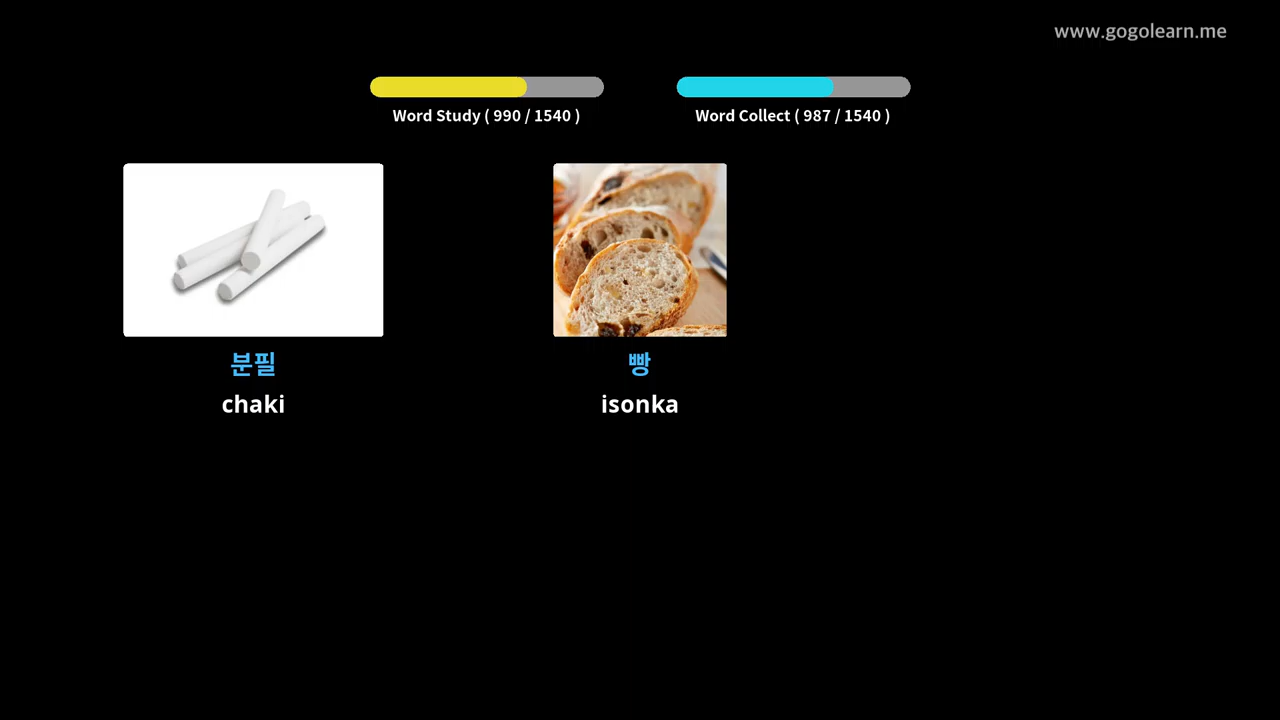 www.gogolearn.me
Word Study ( 990 / 1540 )
Word Collect ( 987 / 1540 )
분필
chaki
빵
isonka